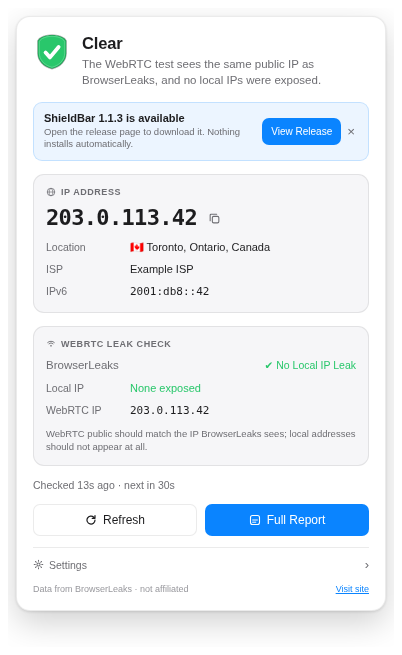 Clear
The WebRTC test sees the same public IP as
BrowserLeaks, and no local IPs were exposed.
ShieldBar 1.1.3 is available
Open the release page to download it. Nothing
installs automatically.
View Release ×
IP ADDRESS
203.0.113.42
Location 🇨🇦 Toronto, Ontario, Canada
ISP Example ISP
IPv6 2001:db8::42
WEBRTC LEAK CHECK
BrowserLeaks ✔ No Local IP Leak
Local IP None exposed
WebRTC IP 203.0.113.42
WebRTC public should match the IP BrowserLeaks sees; local addresses
should not appear at all.
Checked 13s ago · next in 30s
Refresh Full Report
Settings ›
Data from BrowserLeaks · not affiliated Visit site